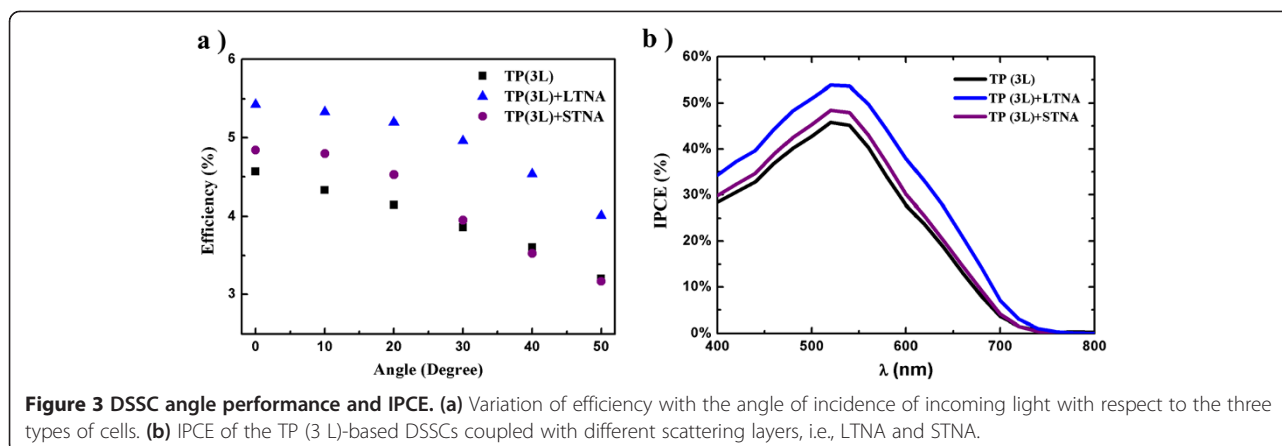 a )
6
5
4
3
Efficiency (%)
TP(3L)
TP(3L)+LTNA
TP(3L)+STNA
0 10 20 30 40 50
Angle (Degree)
b )
60%
50%
40%
30%
20%
10%
0%
IPCE (%)
TP (3L)
TP (3L)+LTNA
TP (3L)+STNA
400 500 600 700 800
λ (nm)
Figure 3 DSSC angle performance and IPCE. (a) Variation of efficiency with the angle of incidence of incoming light with respect to the three
types of cells. (b) IPCE of the TP (3 L)-based DSSCs coupled with different scattering layers, i.e., LTNA and STNA.